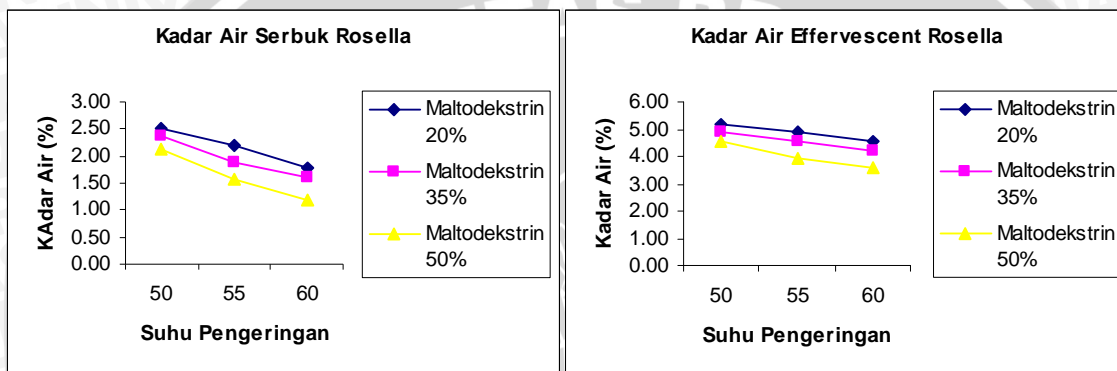 Kadar Air Serbuk Rosella
3.00
2.50
2.00
1.50
1.00
0.50
0.00
KAdar Air (%)
50 55 60
Suhu Pengeringan
Maltodekstrin
20%
Maltodekstrin
35%
Maltodekstrin
50%
Kadar Air Effervescent Rosella
6.00
5.00
4.00
3.00
2.00
1.00
0.00
Kadar Air (%)
50 55 60
Suhu Pengeringan
Maltodekstrin
20%
Maltodekstrin
35%
Maltodekstrin
50%